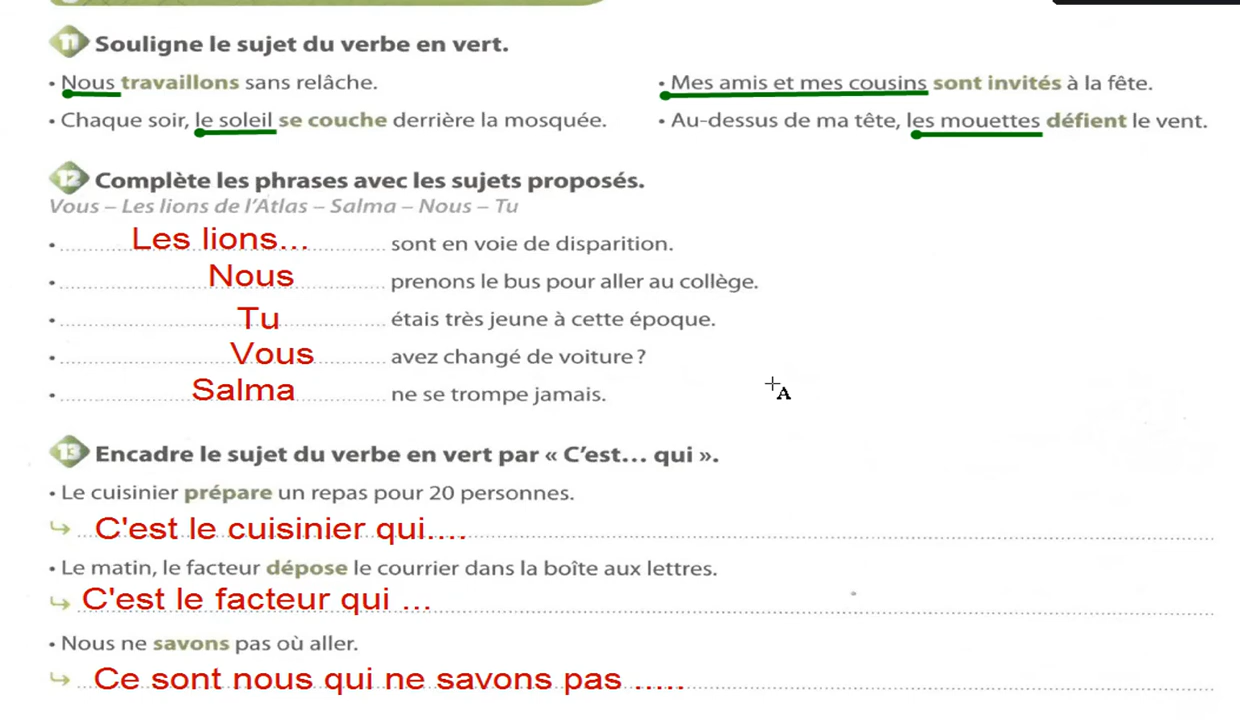 11 Souligne le sujet du verbe en vert.
• Nous travaillons sans relâche.
• Mes amis et mes cousins sont invités à la fête.
• Chaque soir, le soleil se couche derrière la mosquée.
• Au-dessus de ma tête, les mouettes défient le vent.
12 Complète les phrases avec les sujets proposés.
Vous – Les lions de l'Atlas – Salma – Nous – Tu
• Les lions... sont en voie de disparition.
• Nous prenons le bus pour aller au collège.
• Tu étais très jeune à cette époque.
• Vous avez changé de voiture ?
• Salma ne se trompe jamais.
A
13 Encadre le sujet du verbe en vert par « C'est... qui ».
• Le cuisinier prépare un repas pour 20 personnes.
C'est le cuisinier qui....
• Le matin, le facteur dépose le courrier dans la boîte aux lettres.
C'est le facteur qui ...
• Nous ne savons pas où aller.
Ce sont nous qui ne savons pas .....